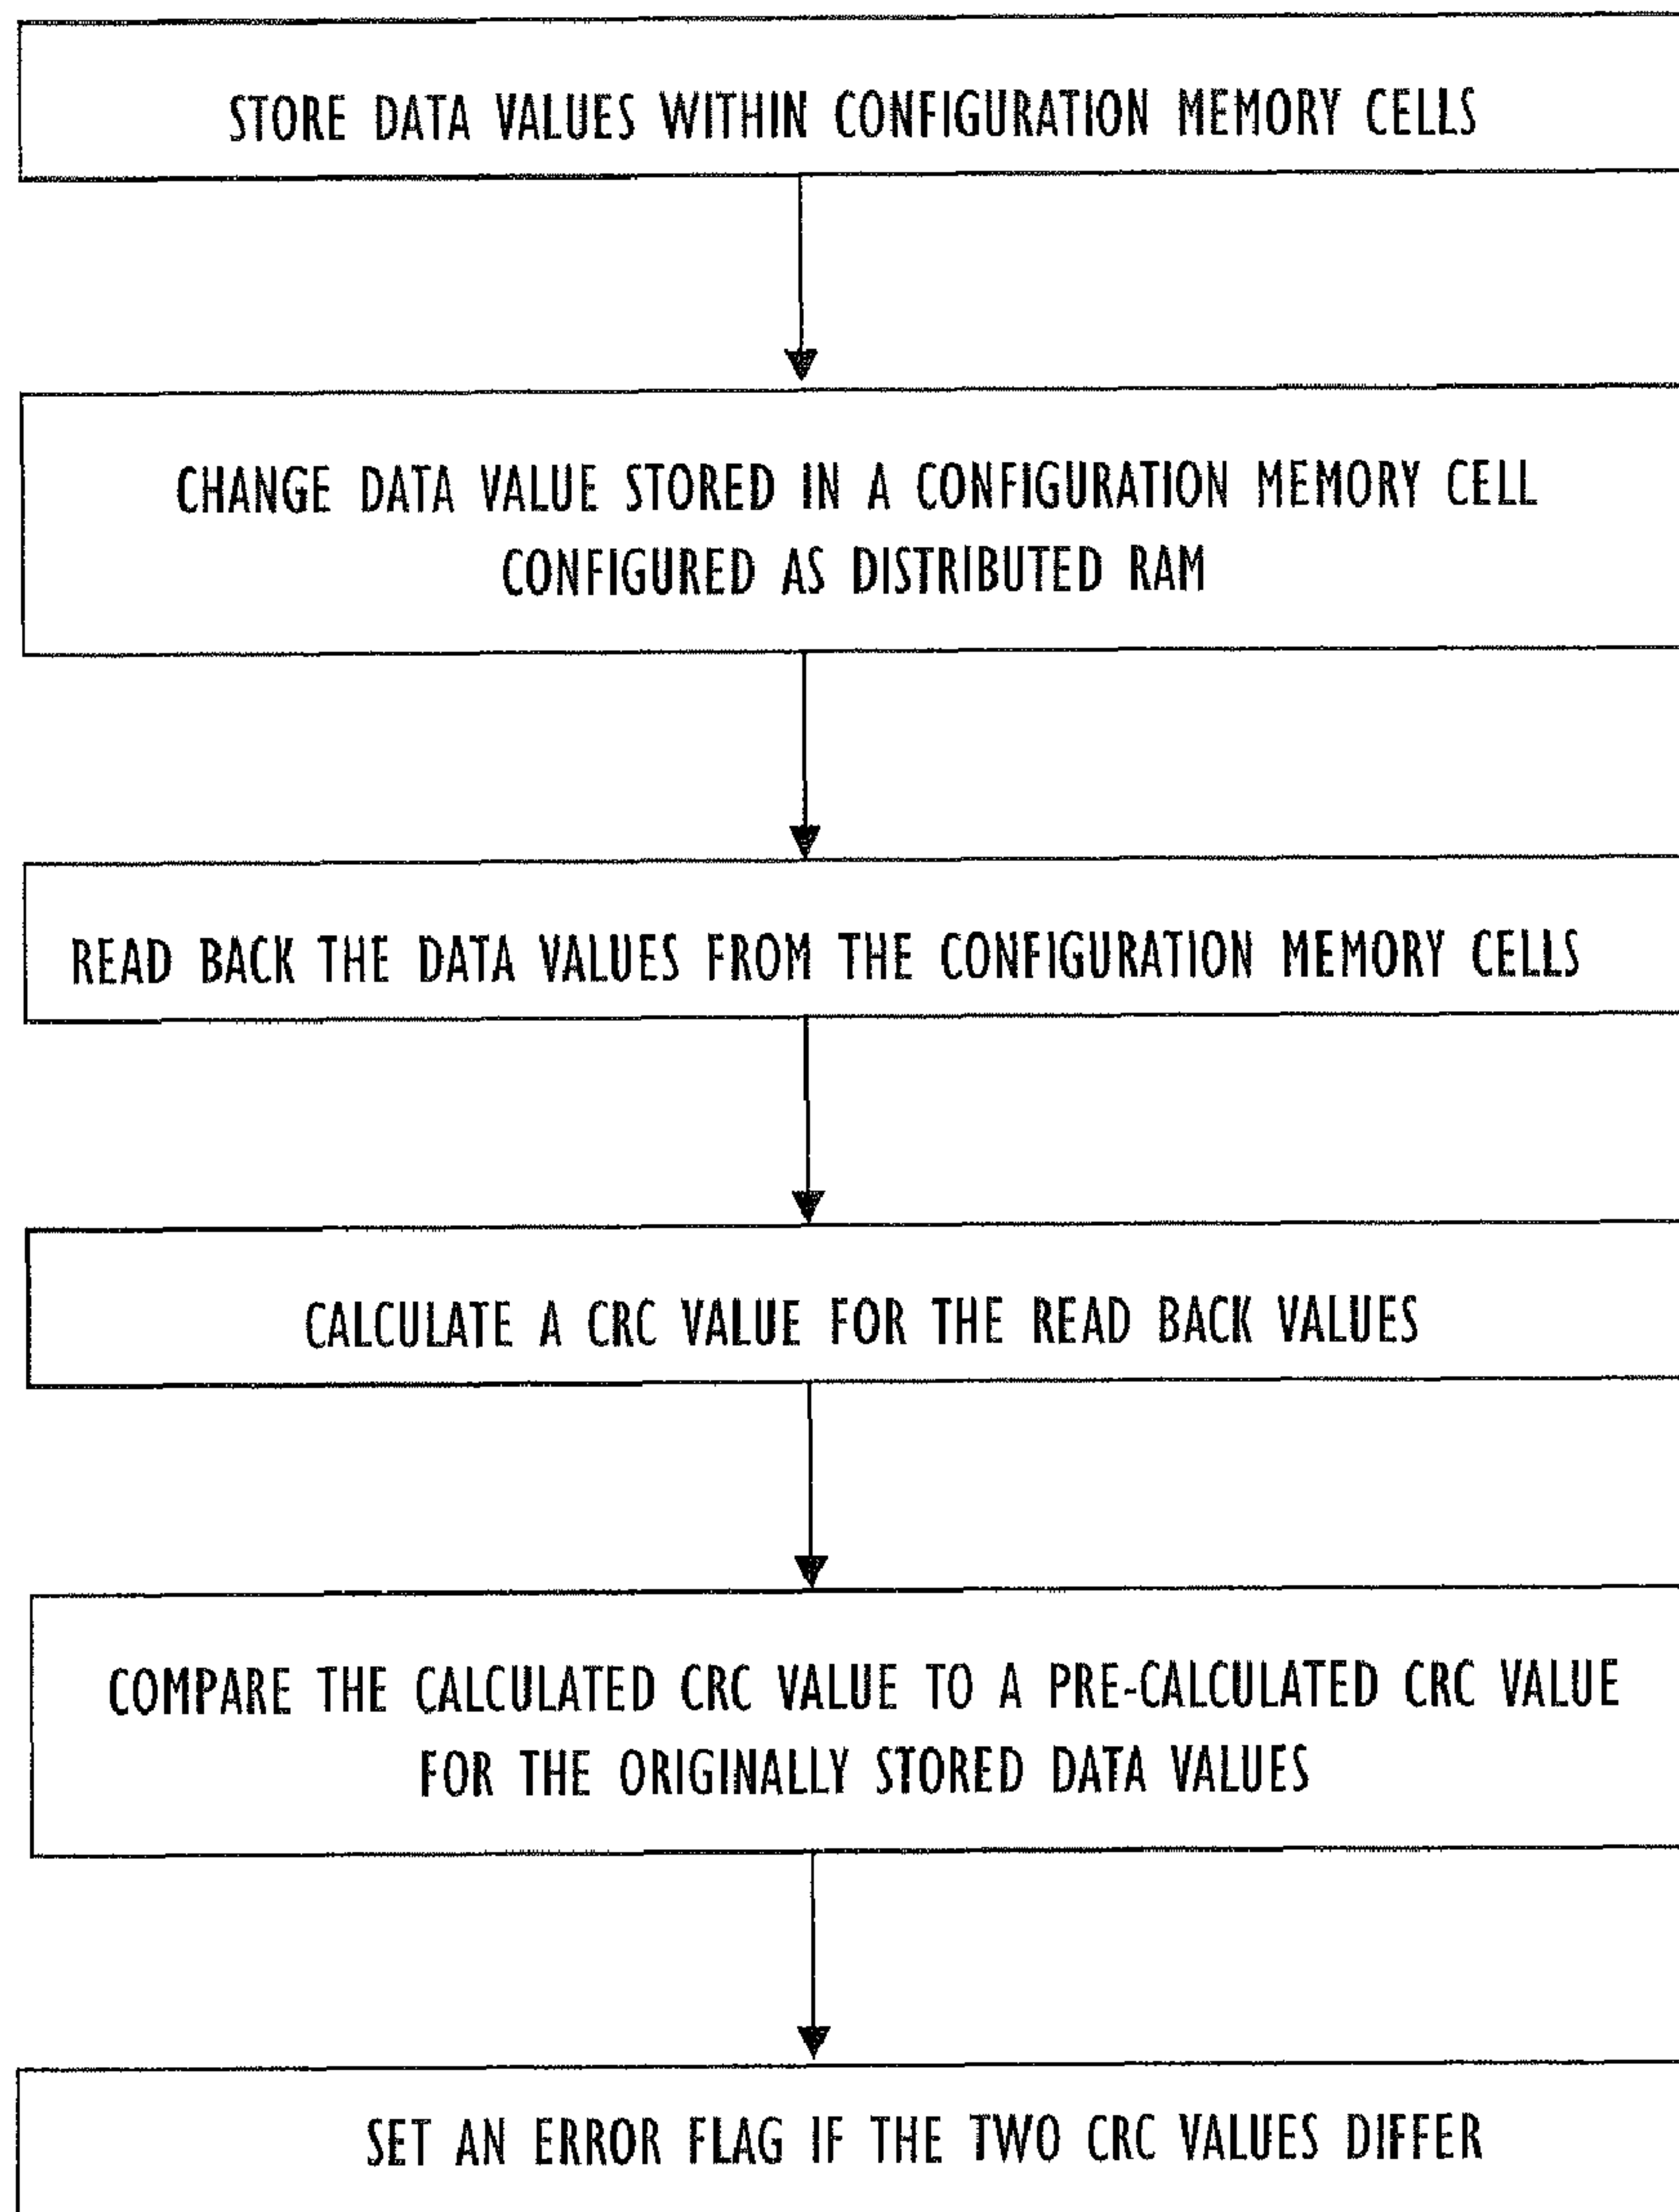 STORE DATA VALUES WITHIN CONFIGURATION MEMORY CELLS
CHANGE DATA VALUE STORED IN A CONFIGURATION MEMORY CELL
CONFIGURED AS DISTRIBUTED RAM
READ BACK THE DATA VALUES FROM THE CONFIGURATION MEMORY CELLS
CALCULATE A CRC VALUE FOR THE READ BACK VALUES
COMPARE THE CALCULATED CRC VALUE TO A PRE-CALCULATED CRC VALUE
FOR THE ORIGINALLY STORED DATA VALUES
SET AN ERROR FLAG IF THE TWO CRC VALUES DIFFER